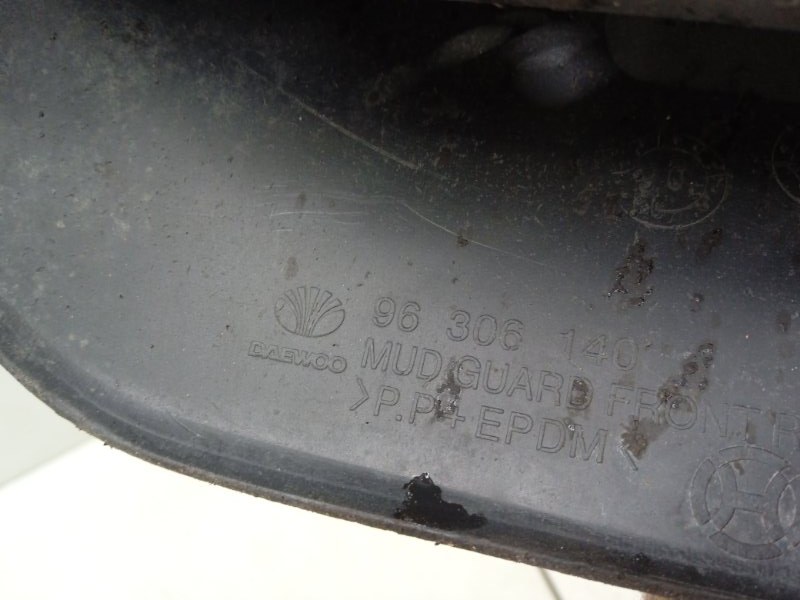 96 306 140
DAEWOO
MUD GUARD FRONT R
>P.P+EPDM<